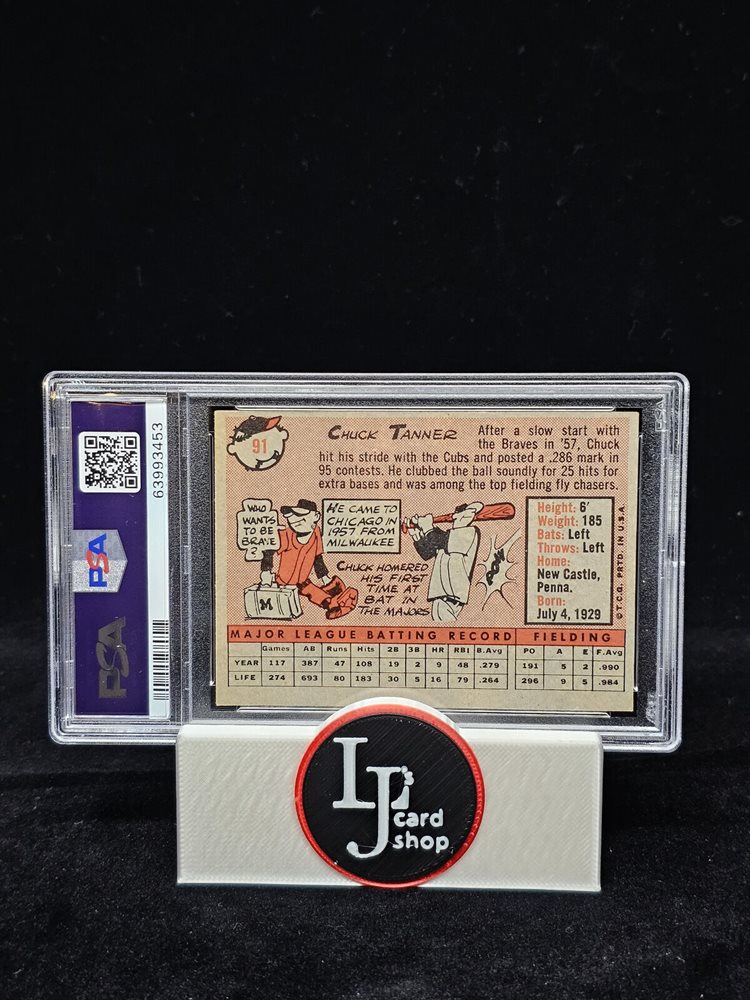 63993453
PSA
PSA
91
CHUCK TANNER
After a slow start with
the Braves in '57, Chuck
hit his stride with the Cubs and posted a .286 mark in
95 contests. He clubbed the ball soundly for 25 hits for
extra bases and was among the top fielding fly chasers.
WHO
WANTS
TO BE
BRAVE
?
HE CAME TO
CHICAGO IN
1957 FROM
MILWAUKEE
M
CHUCK HOMERED
HIS FIRST
TIME AT
BAT IN
THE MAJORS
POW
Height: 6'
Weight: 185
Bats: Left
Throws: Left
Home:
New Castle,
Penna.
Born:
July 4, 1929
© T.C.G. PRTD. IN U.S.A.
MAJOR LEAGUE BATTING RECORD FIELDING
Games AB Runs Hits 2B 3B HR RBI B.Avg PO A E F.Avg
YEAR 117 387 47 108 19 2 9 48 .279 191 5 2 .990
LIFE 274 693 80 183 30 5 16 79 .264 296 9 5 .984
LJ's
card
shop